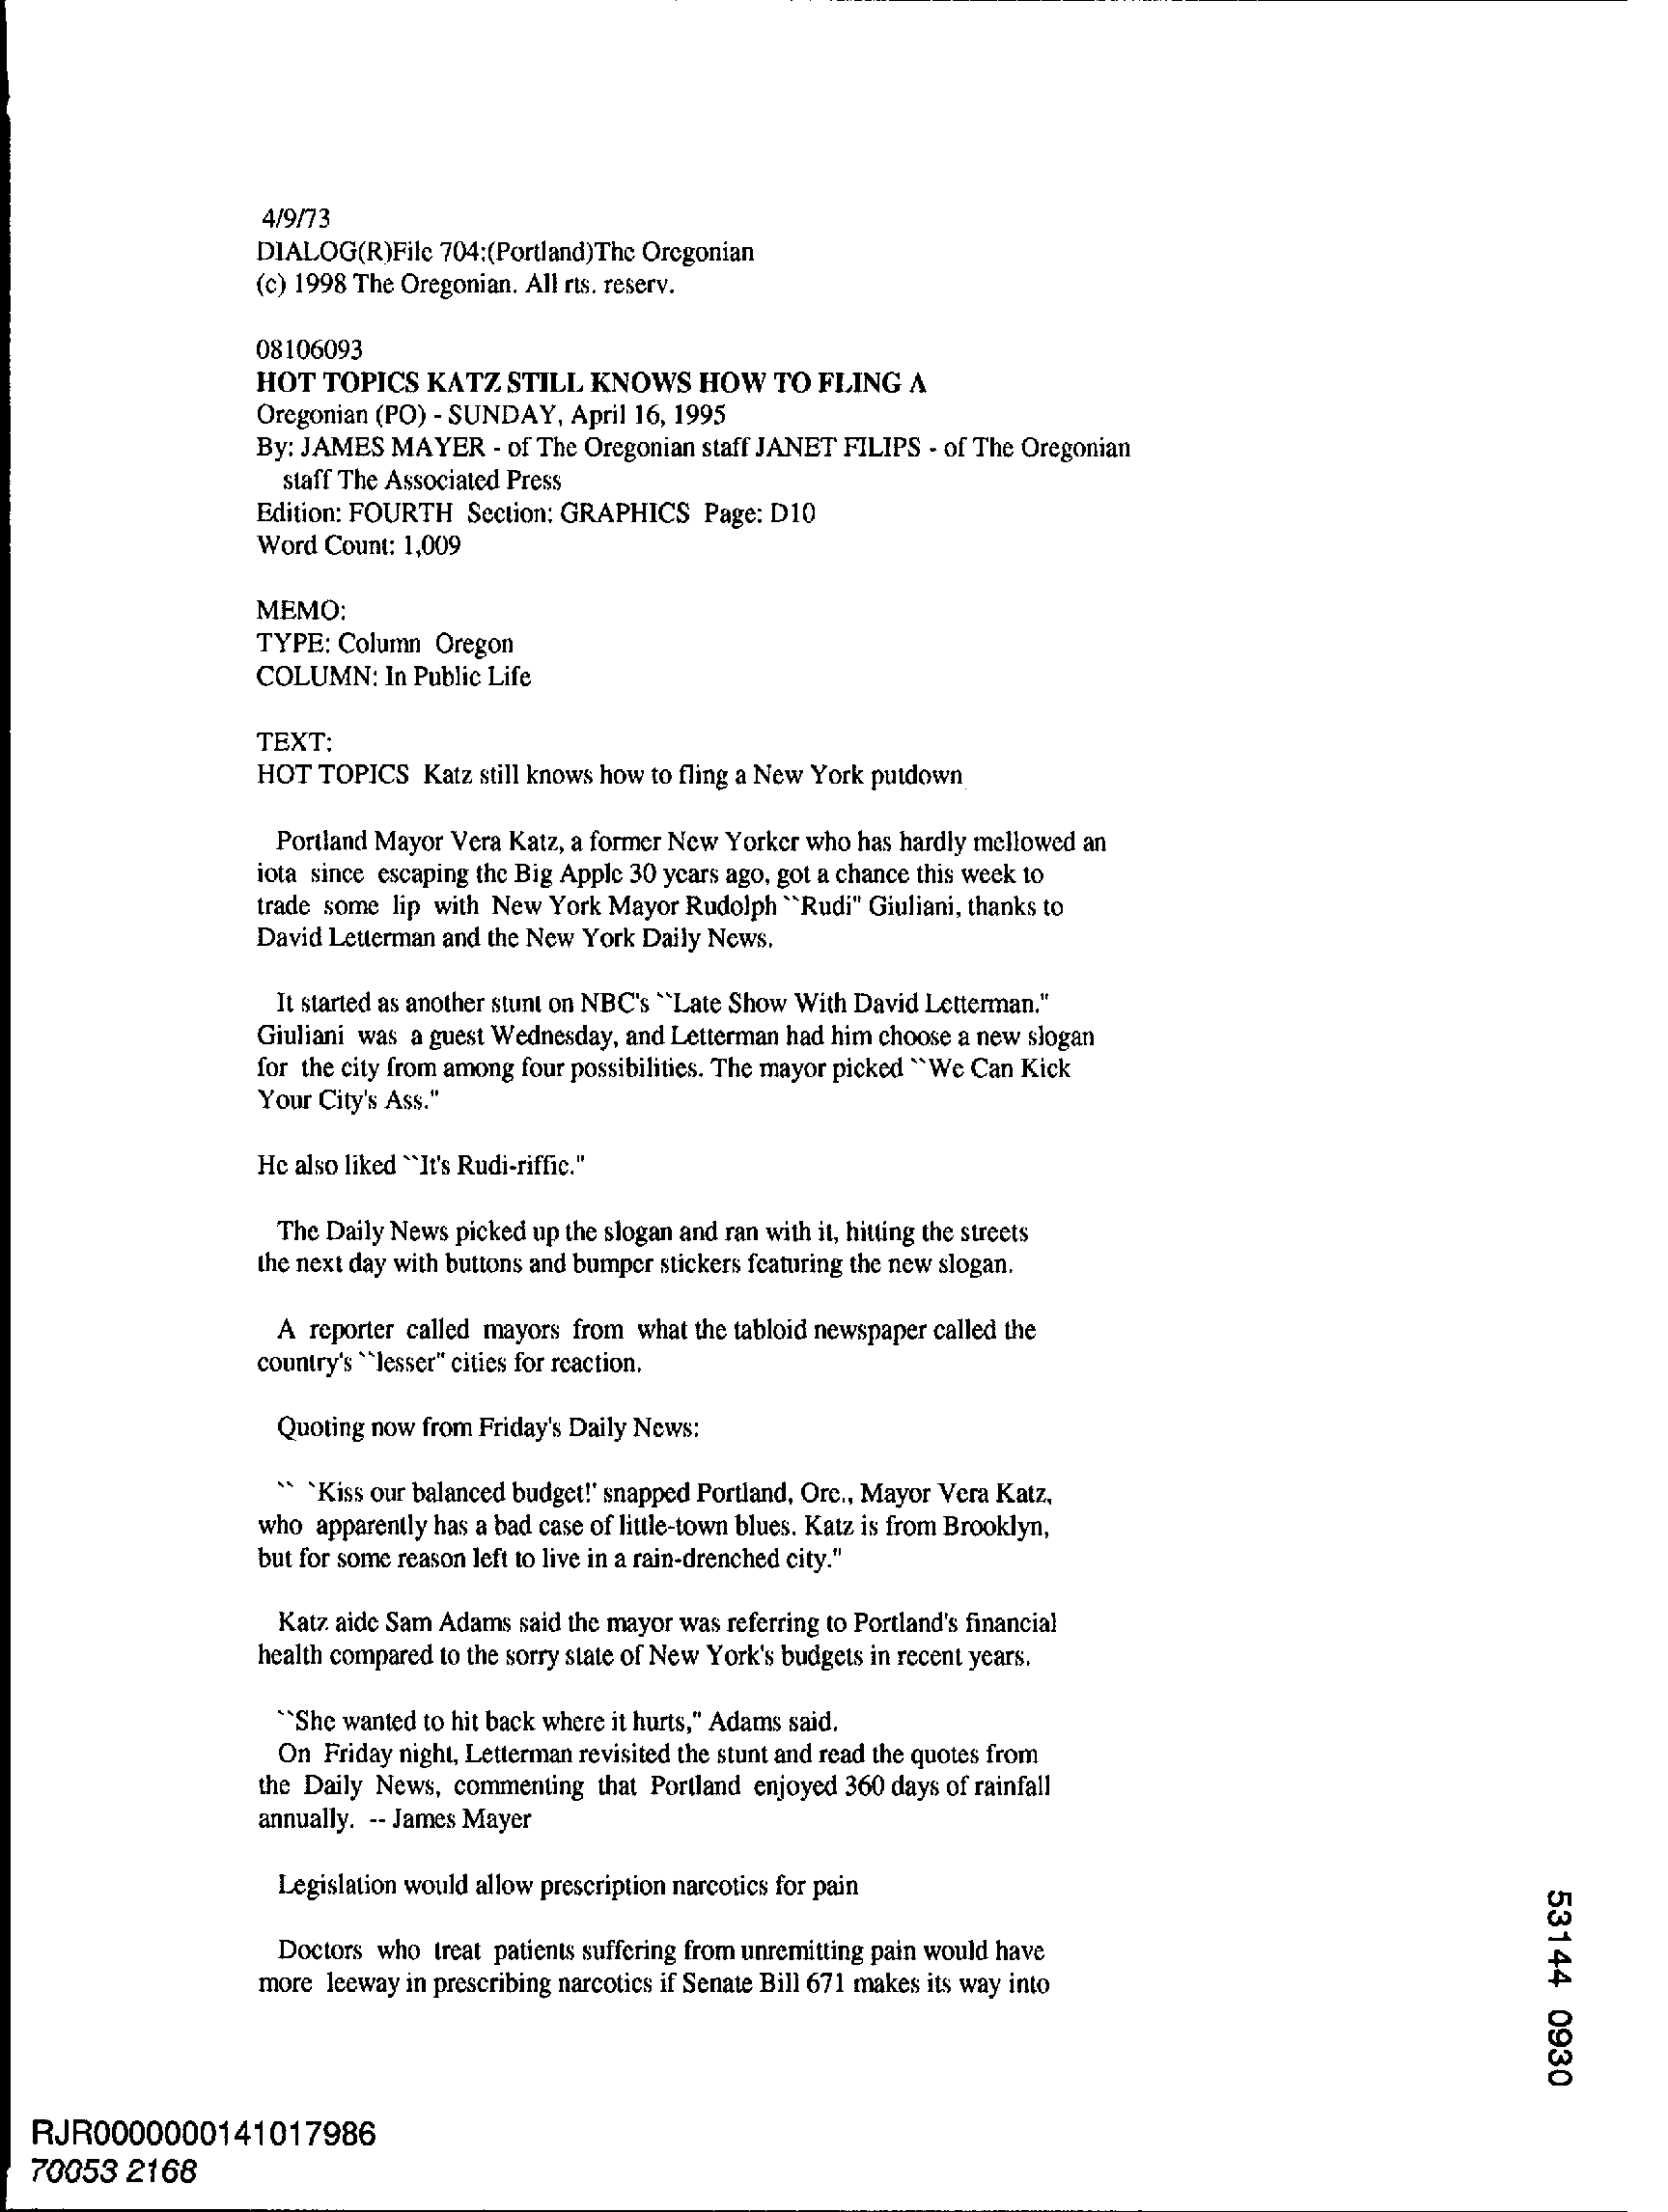 4/9/73
DIALOG(R)File 704:(Portland)The Oregonian
(c) 1998 The Oregonian. All rts. reserv.
08106093
HOT TOPICS KATZ STILL KNOWS HOW TO FLING A
Oregonian (PO) - SUNDAY, April 16, 1995
By: JAMES MAYER - of The Oregonian staff JANET FILIPS - of The Oregonian
staff The Associated Press
Edition: FOURTH Section: GRAPHICS Page: D10
Word Count: 1,009
MEMO:
TYPE: Column Oregon
COLUMN: In Public Life
TEXT:
HOT TOPICS Katz still knows how to fling a New York putdown
Portland Mayor Vera Katz, a former New Yorker who has hardly mellowed an
iota since escaping the Big Apple 30 years ago, got a chance this week to
trade some lip with New York Mayor Rudolph ``Rudi" Giuliani, thanks to
David Letterman and the New York Daily News.
It started as another stunt on NBC's ``Late Show With David Letterman."
Giuliani was a guest Wednesday, and Letterman had him choose a new slogan
for the city from among four possibilities. The mayor picked ``We Can Kick
Your City's Ass."
He also liked ``It's Rudi-riffic."
The Daily News picked up the slogan and ran with it, hitting the streets
the next day with buttons and bumper stickers featuring the new slogan.
A reporter called mayors from what the tabloid newspaper called the
country's ``lesser" cities for reaction.
Quoting now from Friday's Daily News:
`` `Kiss our balanced budget!' snapped Portland, Ore., Mayor Vera Katz,
who apparently has a bad case of little-town blues. Katz is from Brooklyn,
but for some reason left to live in a rain-drenched city."
Katz aide Sam Adams said the mayor was referring to Portland's financial
health compared to the sorry state of New York's budgets in recent years.
``She wanted to hit back where it hurts," Adams said.
On Friday night, Letterman revisited the stunt and read the quotes from
the Daily News, commenting that Portland enjoyed 360 days of rainfall
annually. -- James Mayer
Legislation would allow prescription narcotics for pain
Doctors who treat patients suffering from unremitting pain would have
more leeway in prescribing narcotics if Senate Bill 671 makes its way into
53144 0930
RJR0000000141017986
70053 2168